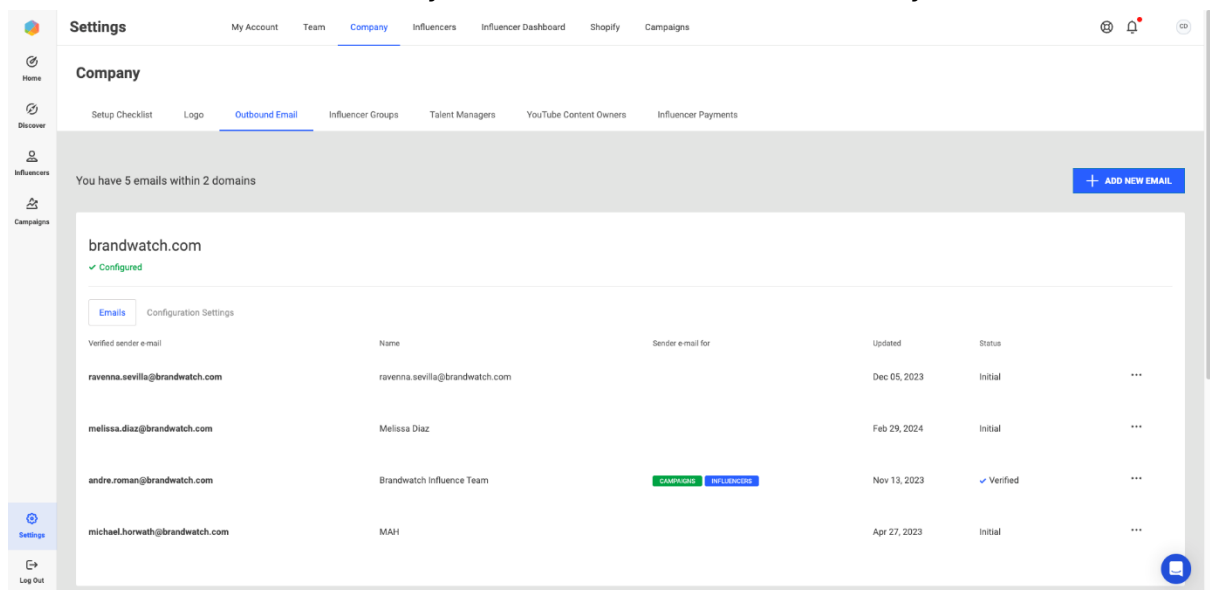 Settings
My Account Team Company Influencers Influencer Dashboard Shopify Campaigns
CD
Home
Discover
Influencers
Campaigns
Settings
Log Out
Company
Setup Checklist Logo Outbound Email Influencer Groups Talent Managers YouTube Content Owners Influencer Payments
You have 5 emails within 2 domains
ADD NEW EMAIL
brandwatch.com
Configured
Emails Configuration Settings
Verified sender e-mail Name Sender e-mail for Updated Status
ravenna.sevilla@brandwatch.com ravenna.sevilla@brandwatch.com Dec 05, 2023 Initial
melissa.diaz@brandwatch.com Melissa Diaz Feb 29, 2024 Initial
andre.roman@brandwatch.com Brandwatch Influence Team CAMPAIGNS INFLUENCERS Nov 13, 2023 Verified
michael.horwath@brandwatch.com MAH Apr 27, 2023 Initial